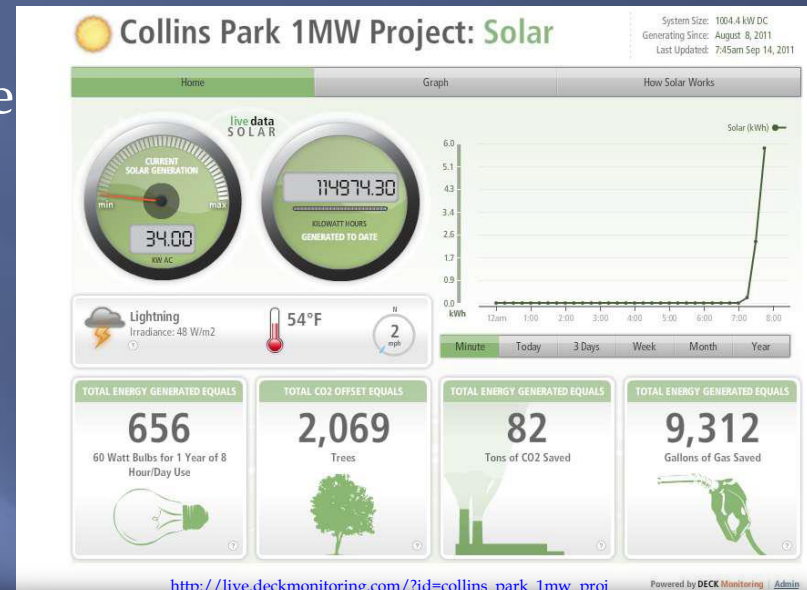 e
Collins Park 1MW Project: Solar
System Size: 1004.4 kW DC
Generating Since: August 8, 2011
Last Updated: 7:45am Sep 14, 2011
Home
Graph
How Solar Works
live data
SOLAR
CURRENT
SOLAR GENERATION
min
max
34.00
KW AC
114974.30
KILOWATT HOURS
GENERATED TO DATE
Solar (kWh)
6.0
5.1
4.3
3.4
2.6
1.7
0.9
0.0
kWh
12am 1:00 2:00 3:00 4:00 5:00 6:00 7:00 8:00
Lightning
Irradiance: 48 W/m2
?
54°F
N
2
mph
Minute
Today
3 Days
Week
Month
Year
TOTAL ENERGY GENERATED EQUALS
656
60 Watt Bulbs for 1 Year of 8
Hour/Day Use
?
TOTAL CO2 OFFSET EQUALS
2,069
Trees
?
TOTAL ENERGY GENERATED EQUALS
82
Tons of CO2 Saved
?
TOTAL ENERGY GENERATED EQUALS
9,312
Gallons of Gas Saved
?
http://live.deckmonitoring.com/?id=collins_park_1mw_proj
Powered by DECK Monitoring | Admin